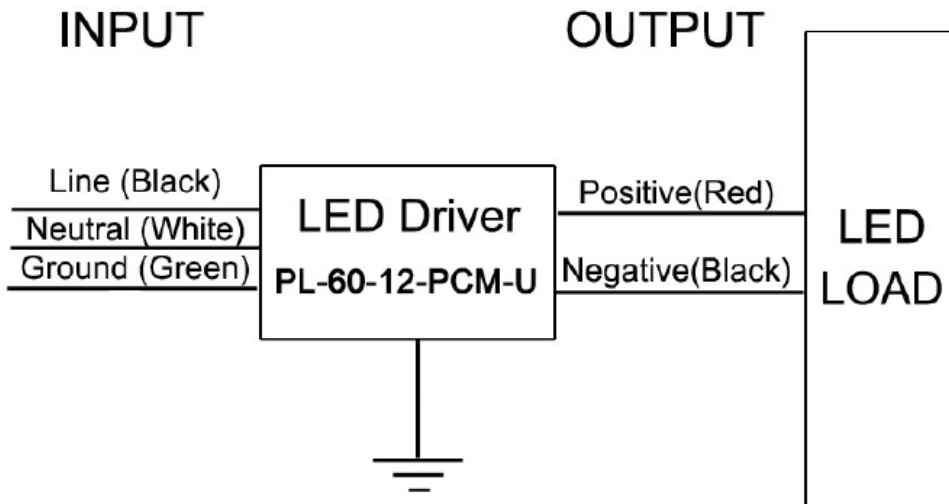 INPUT
OUTPUT
Line (Black)
Neutral (White)
Ground (Green)
LED Driver
PL-60-12-PCM-U
Positive(Red)
Negative(Black)
LED
LOAD